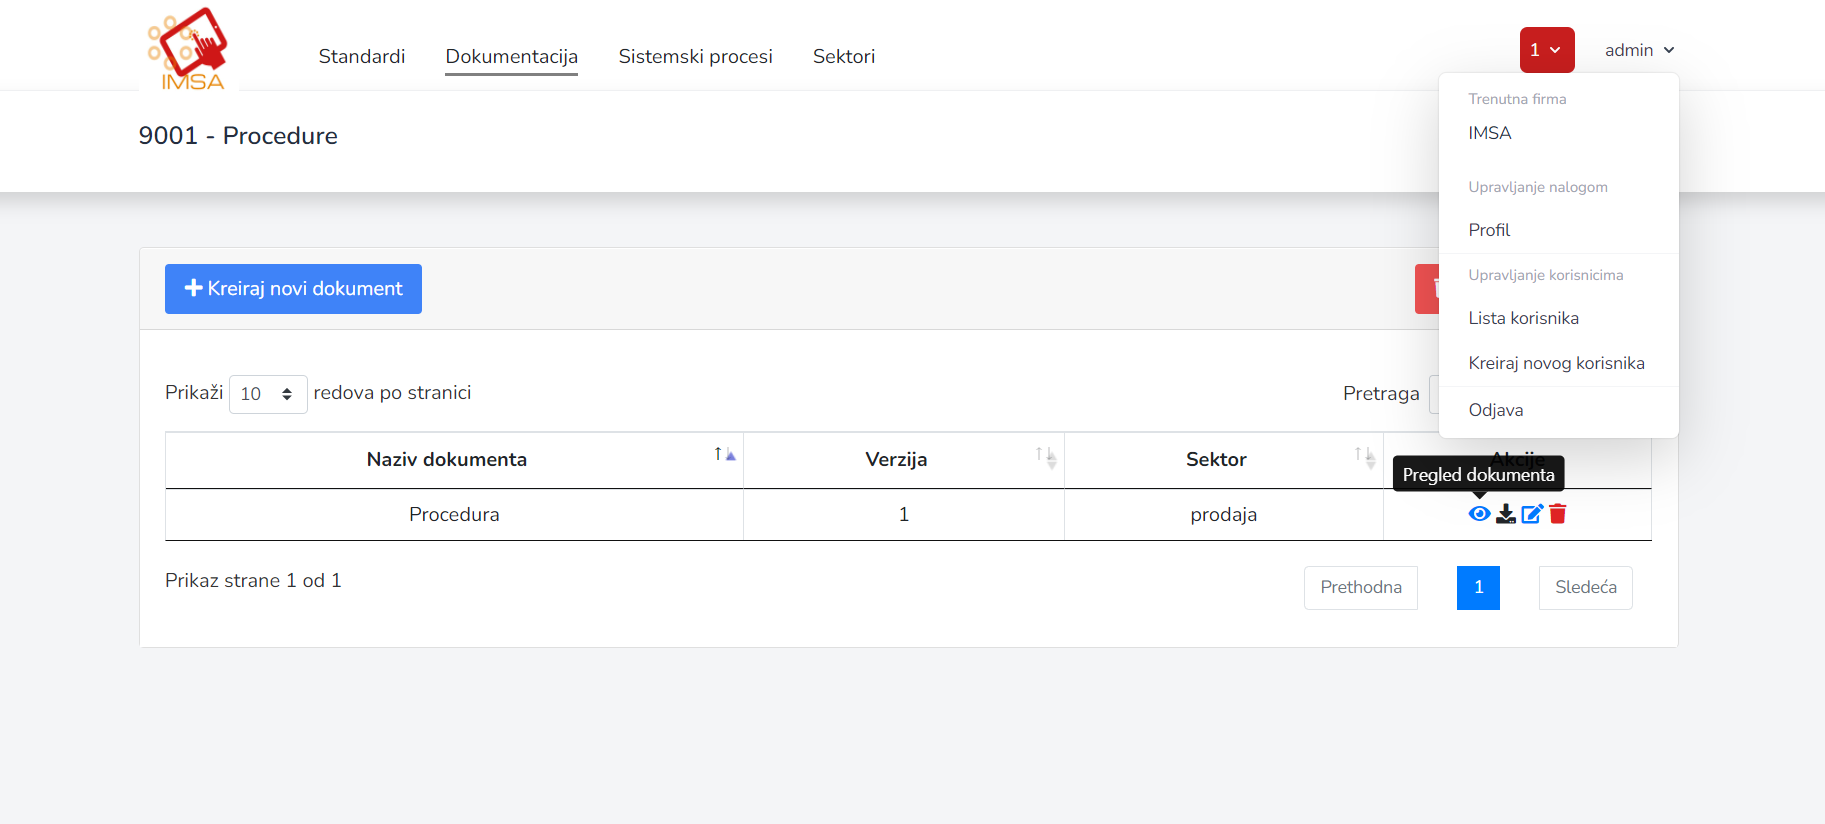 IMSA
Standardi
Dokumentacija
Sistemski procesi
Sektori
1
admin
Trenutna firma
IMSA
Upravljanje nalogom
Profil
Upravljanje korisnicima
Lista korisnika
Kreiraj novog korisnika
Odjava
9001 - Procedure
Kreiraj novi dokument
Prikaži 10 redova po stranici
Pretraga
Naziv dokumenta
Verzija
Sektor
Akcije
Pregled dokumenta
Procedura
1
prodaja
Prikaz strane 1 od 1
Prethodna
1
Sledeća